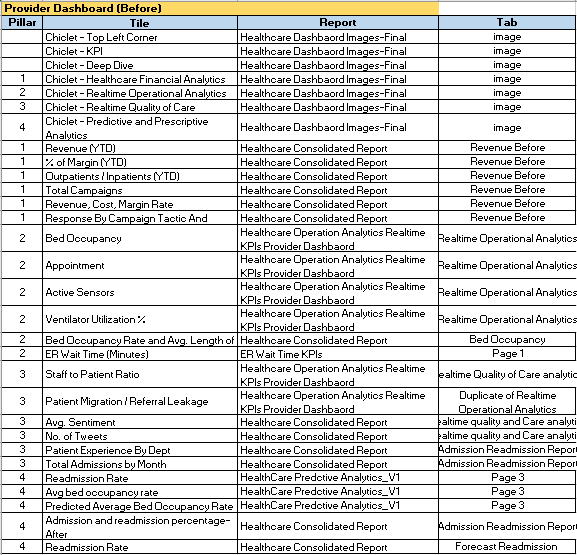 Provider Dashboard (Before)
Pillar Tile Report Tab
Chiclet - Top Left Corner Healthcare Dashbaord Images-Final image
Chiclet - KPI Healthcare Dashbaord Images-Final image
Chiclet - Deep Dive Healthcare Dashbaord Images-Final image
1 Chiclet - Healthcare Financial Analytics Healthcare Dashbaord Images-Final image
2 Chiclet - Realtime Operational Analytics Healthcare Dashbaord Images-Final image
3 Chiclet - Realtime Quality of Care Healthcare Dashbaord Images-Final image
Chiclet - Predictive and Prescriptive
4 Healthcare Dashbaord Images-Final image
Analytics
1 Revenue (YTD) Healthcare Consolidated Report Revenue Before
1 % of Margin (YTD) Healthcare Consolidated Report Revenue Before
1 Outpatients / Inpatients (YTD) Healthcare Consolidated Report Revenue Before
1 Total Campaigns Healthcare Consolidated Report Revenue Before
1 Revenue, Cost, Margin Rate Healthcare Consolidated Report Revenue Before
1 Response By Campaign Tactic And Healthcare Consolidated Report Revenue Before
Healthcare Operation Analytics Realtime
2 Bed Occupancy Realtime Operational Analytics
KPIs Provider Dashbaord
Healthcare Operation Analytics Realtime
2 Appointment Realtime Operational Analytics
KPIs Provider Dashbaord
Healthcare Operation Analytics Realtime
2 Active Sensors Realtime Operational Analytics
KPIs Provider Dashbaord
Healthcare Operation Analytics Realtime
2 Ventilator Utilization % Realtime Operational Analytics
KPIs Provider Dashbaord
2 Bed Occupancy Rate and Avg. Length of Healthcare Consolidated Report Bed Occupancy
2 ER Wait Time (Minutes) ER Wait Time KPIs Page 1
Healthcare Operation Analytics Realtime
3 Staff to Patient Ratio ealtime Quality of Care analytic
KPIs Provider Dashbaord
Healthcare Operation Analytics Realtime Duplicate of Realtime
3 Patient Migration / Referral Leakage
KPIs Provider Dashbaord Operational Analytics
3 Avg. Sentiment Healthcare Consolidated Report ealtime quality and Care analyti
3 No. of Tweets Healthcare Consolidated Report ealtime quality and Care analyti
3 Patient Experience By Dept Healthcare Consolidated Report Admission Readmission Report
3 Total Admissions by Month Healthcare Consolidated Report Admission Readmission Report
4 Readmission Rate HealthCare Predctive Analytics_V1 Page 3
4 Avg bed occupancy rate HealthCare Predctive Analytics_V1 Page 3
4 Predicted Average Bed Occupancy Rate HealthCare Predctive Analytics_V1 Page 3
Admission and readmission percentage-
4 Healthcare Consolidated Report Admission Readmission Report
After
4 Readmission Rate Healthcare Consolidated Report Forecast Readmission